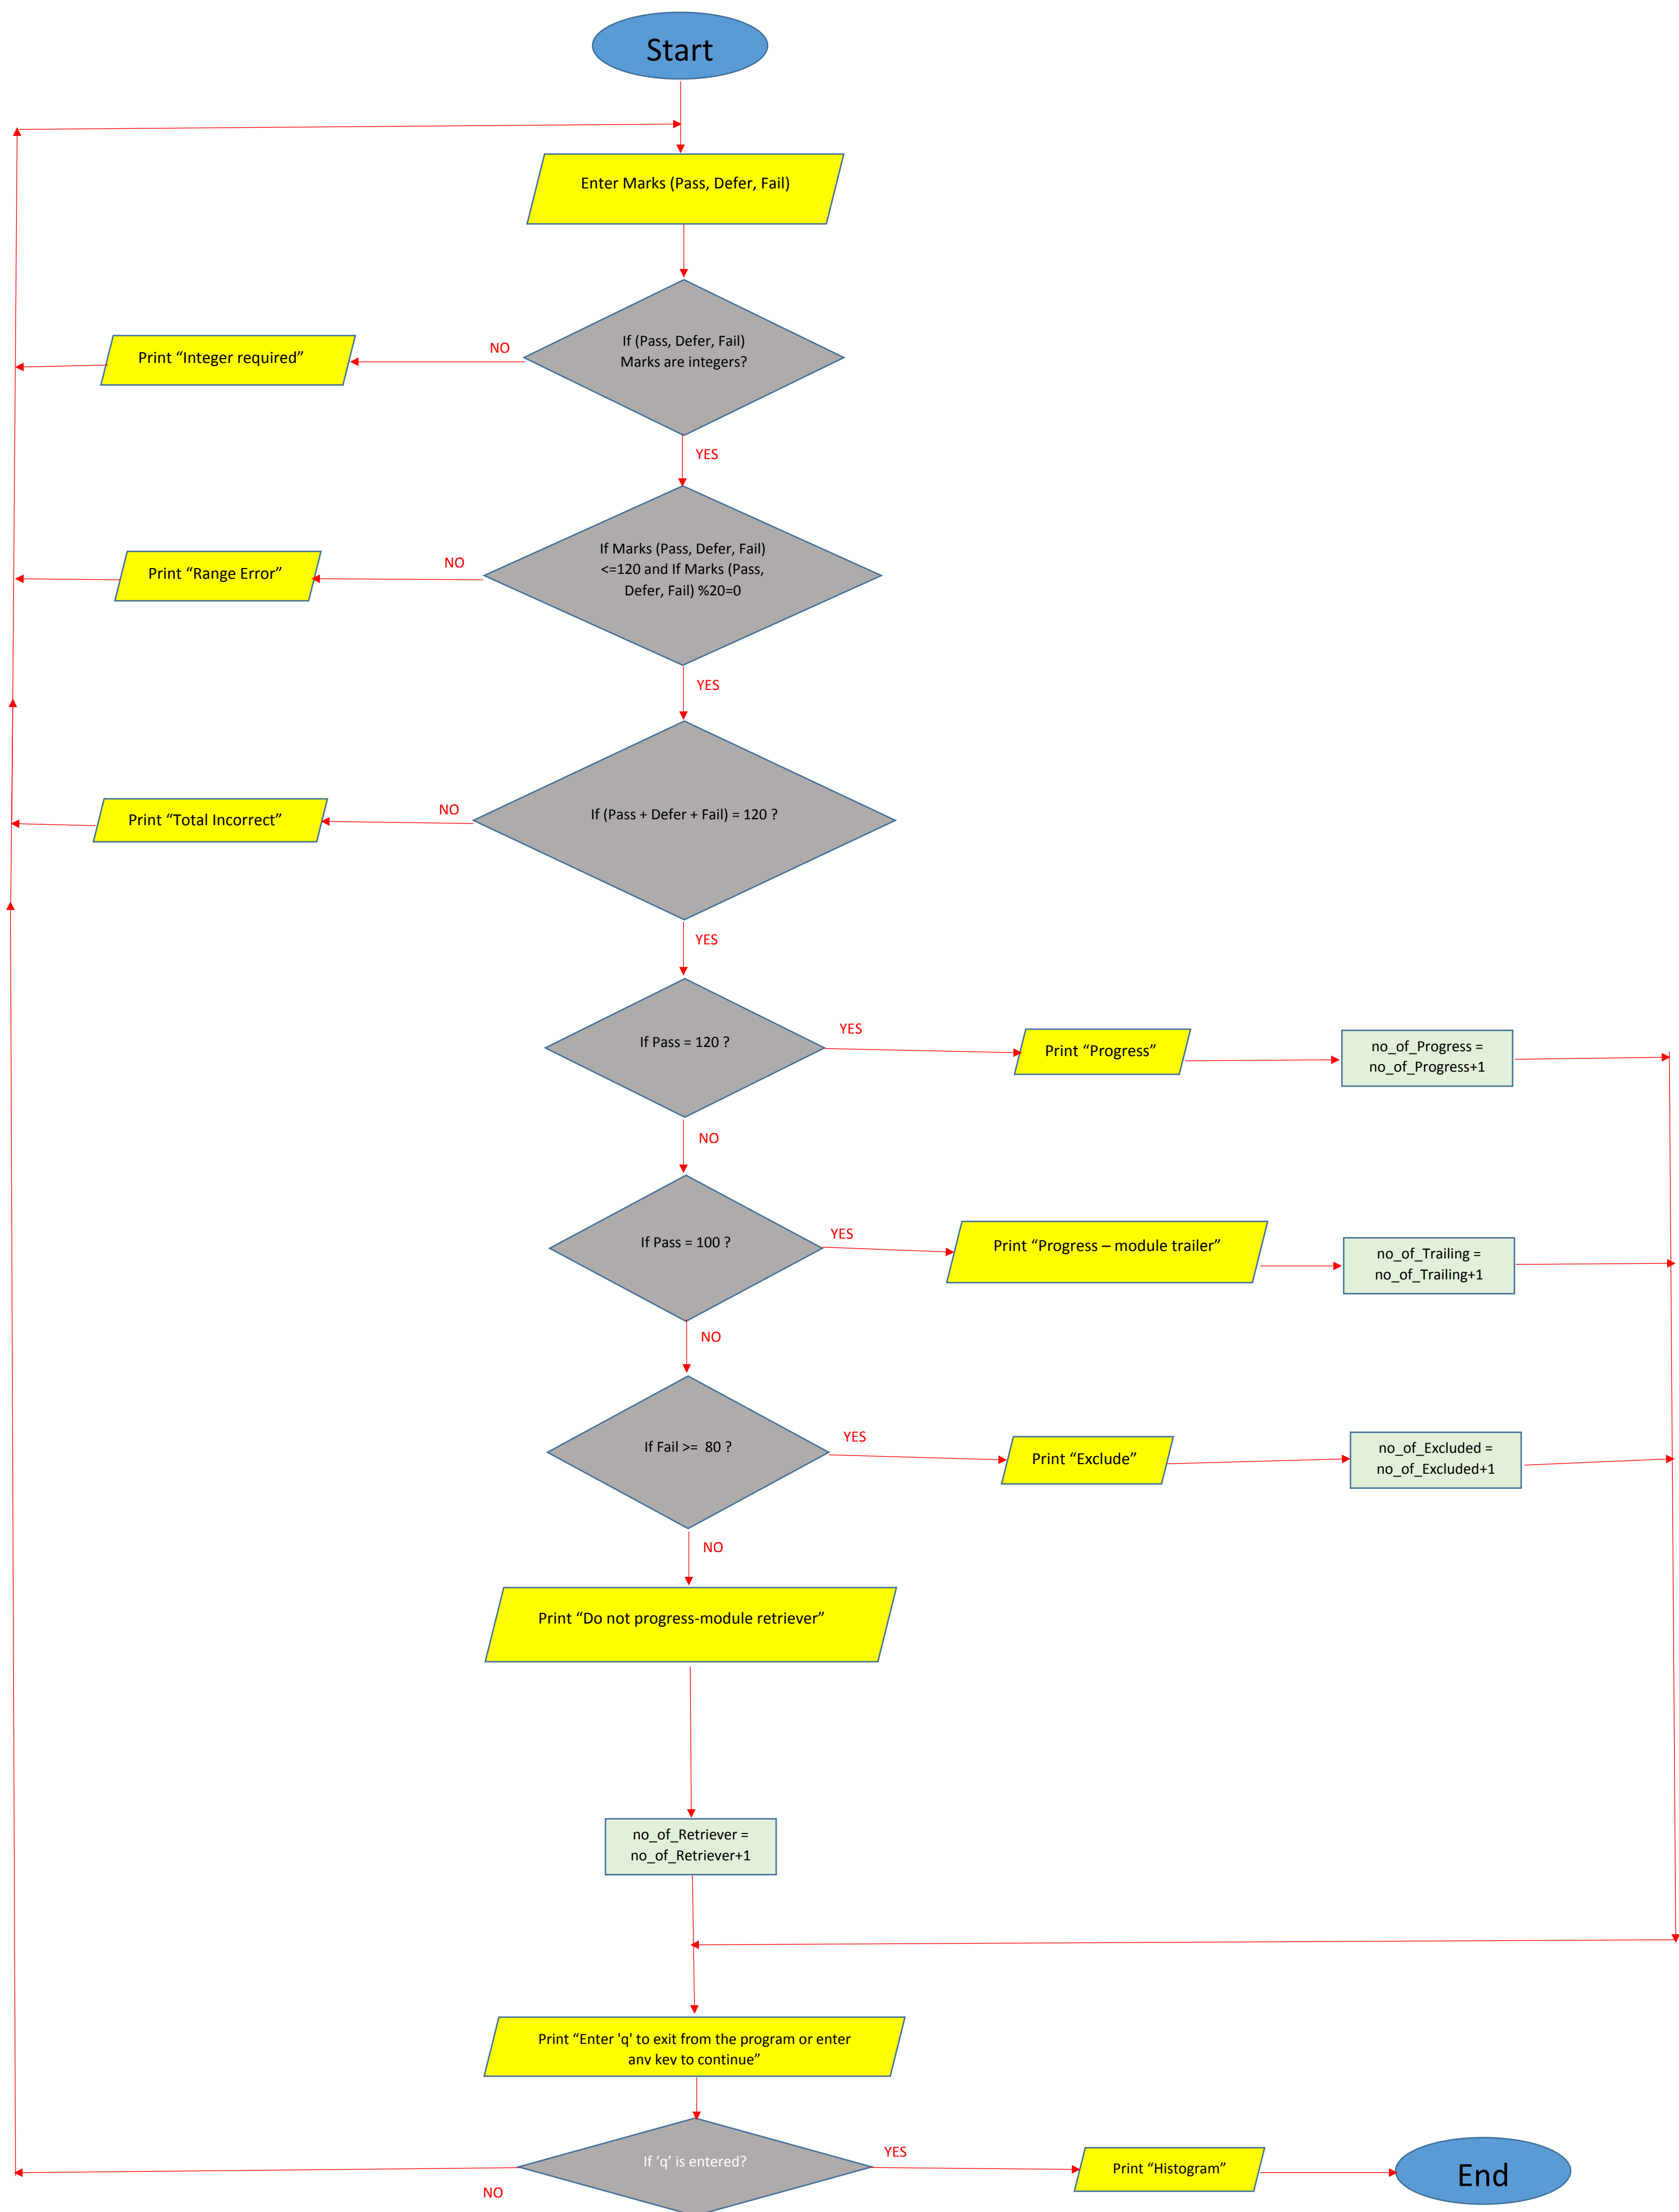 Start
Enter Marks (Pass, Defer, Fail)
If (Pass, Defer, Fail)
Marks are integers?
NO
Print “Integer required”
YES
If Marks (Pass, Defer, Fail)
<=120 and If Marks (Pass,
Defer, Fail) %20=0
NO
Print “Range Error”
YES
If (Pass + Defer + Fail) = 120 ?
NO
Print “Total Incorrect”
YES
If Pass = 120 ?
YES
Print “Progress”
no_of_Progress =
no_of_Progress+1
NO
If Pass = 100 ?
YES
Print “Progress – module trailer”
no_of_Trailing =
no_of_Trailing+1
NO
If Fail >=  80 ?
YES
Print “Exclude”
no_of_Excluded =
no_of_Excluded+1
NO
Print “Do not progress-module retriever”
no_of_Retriever =
no_of_Retriever+1
Print “Enter 'q' to exit from the program or enter
any key to continue”
If ‘q’ is entered?
YES
Print “Histogram”
End
NO